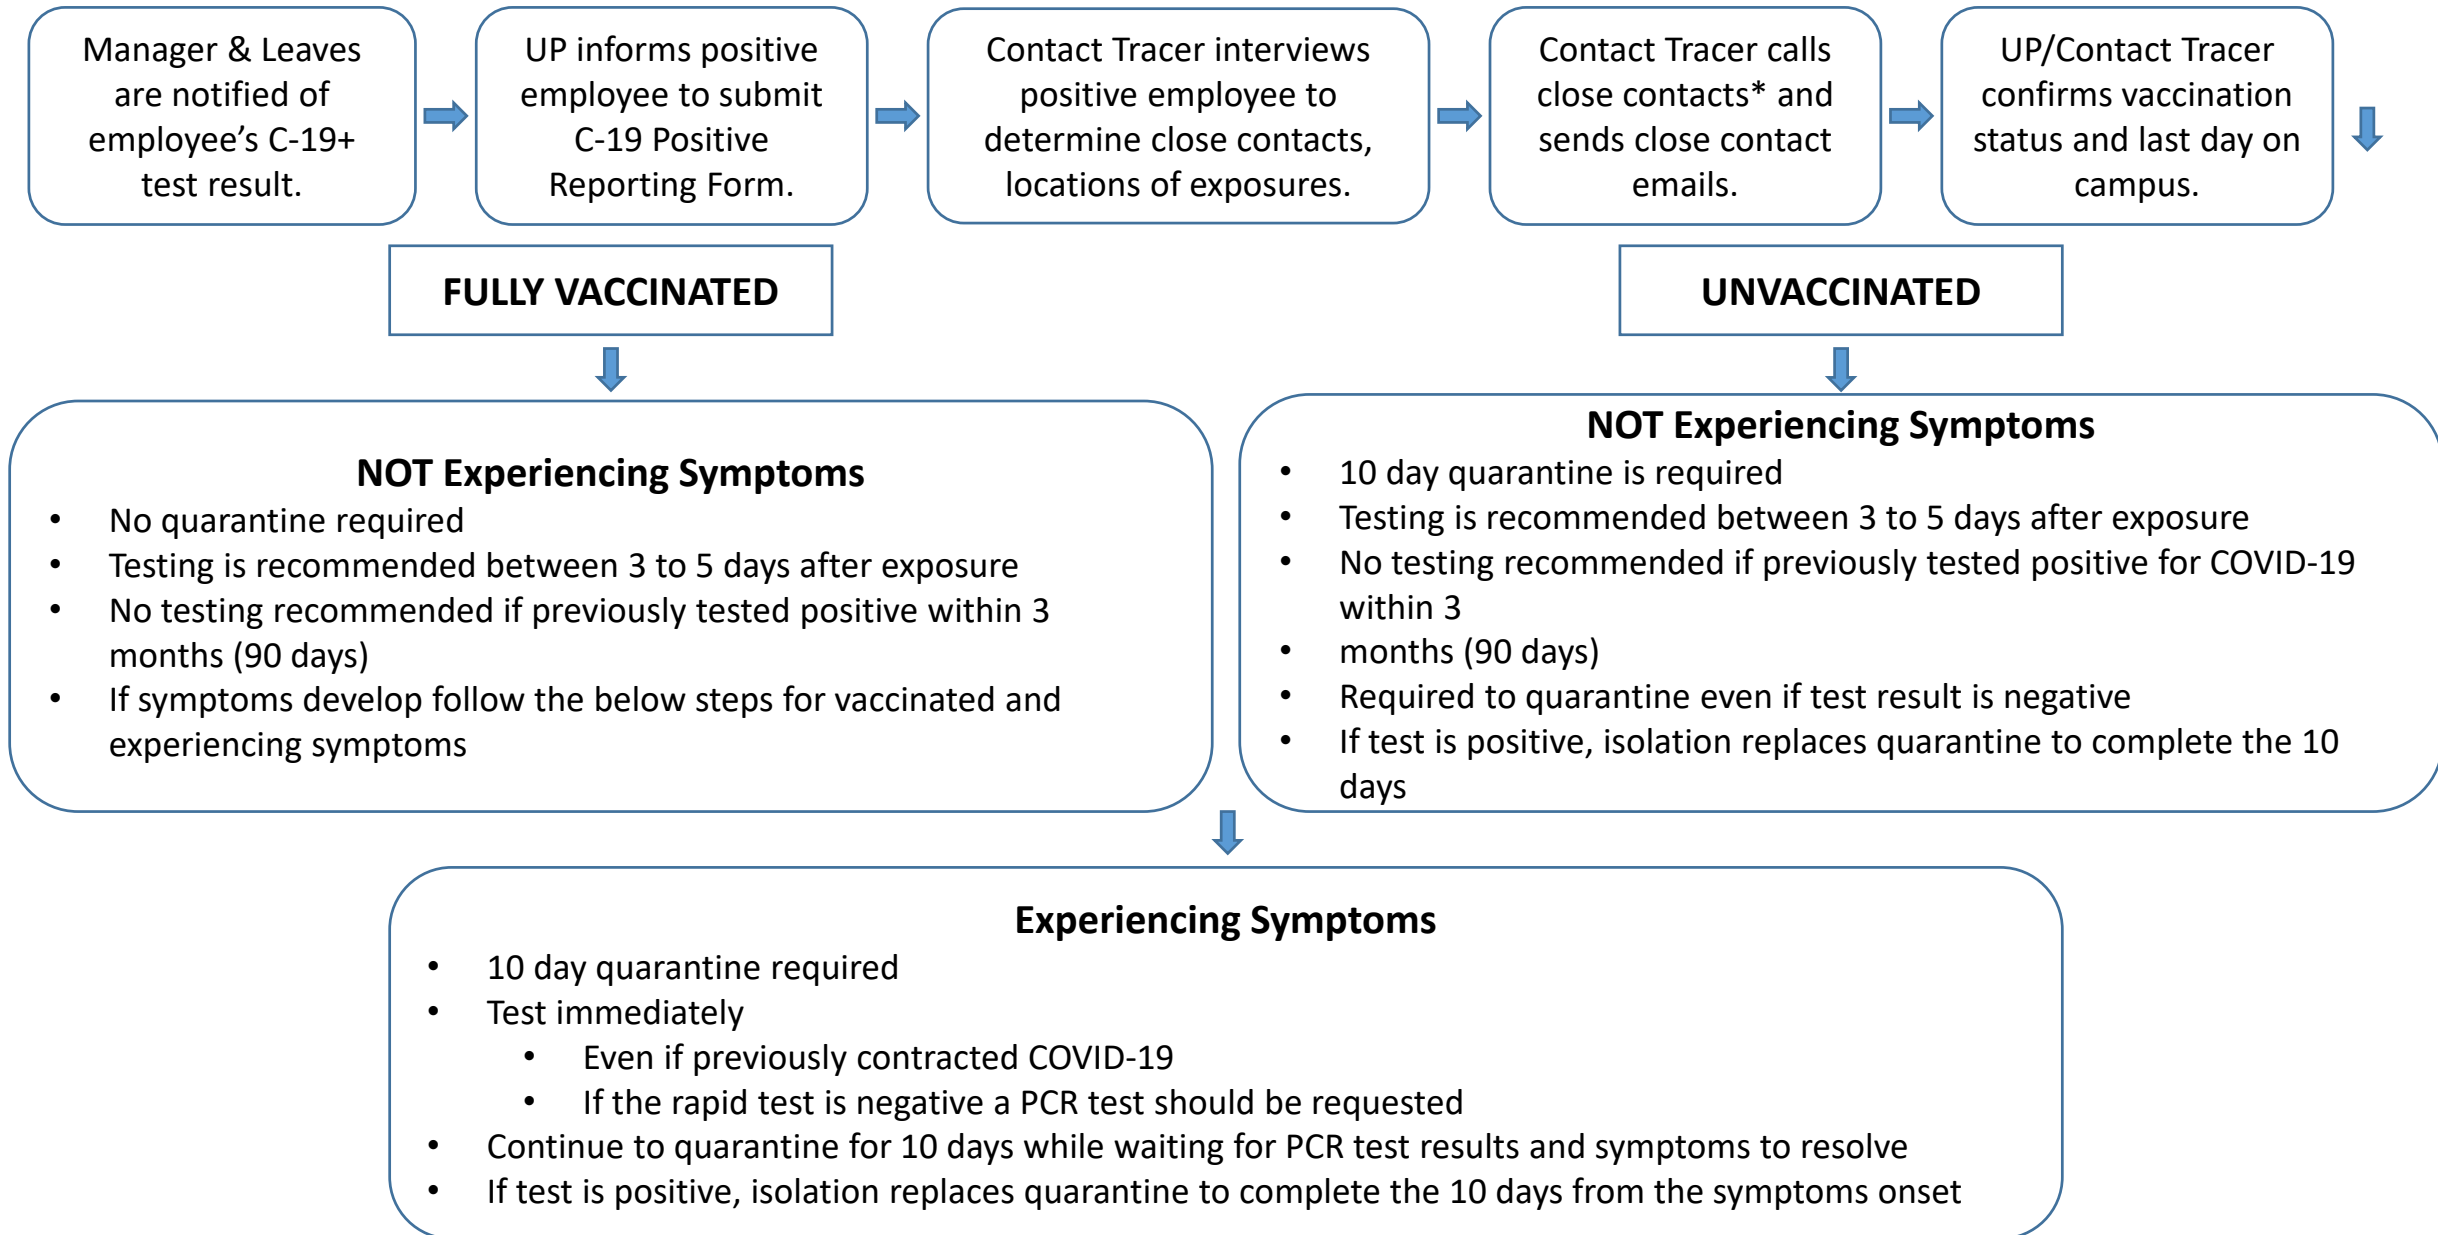 Manager & Leaves
are notified of
employee’s C-19+
test result.
UP informs positive
employee to submit
C-19 Positive
Reporting Form.
Contact Tracer interviews
positive employee to
determine close contacts,
locations of exposures.
Contact Tracer calls
close contacts* and
sends close contact
emails.
UP/Contact Tracer
confirms vaccination
status and last day on
campus.
FULLY VACCINATED
UNVACCINATED
NOT Experiencing Symptoms
• No quarantine required
• Testing is recommended between 3 to 5 days after exposure
• No testing recommended if previously tested positive within 3
months (90 days)
• If symptoms develop follow the below steps for vaccinated and
experiencing symptoms
NOT Experiencing Symptoms
• 10 day quarantine is required
• Testing is recommended between 3 to 5 days after exposure
• No testing recommended if previously tested positive for COVID-19
within 3
• months (90 days)
• Required to quarantine even if test result is negative
• If test is positive, isolation replaces quarantine to complete the 10
days
Experiencing Symptoms
• 10 day quarantine required
• Test immediately
• Even if previously contracted COVID-19
• If the rapid test is negative a PCR test should be requested
• Continue to quarantine for 10 days while waiting for PCR test results and symptoms to resolve
• If test is positive, isolation replaces quarantine to complete the 10 days from the symptoms onset